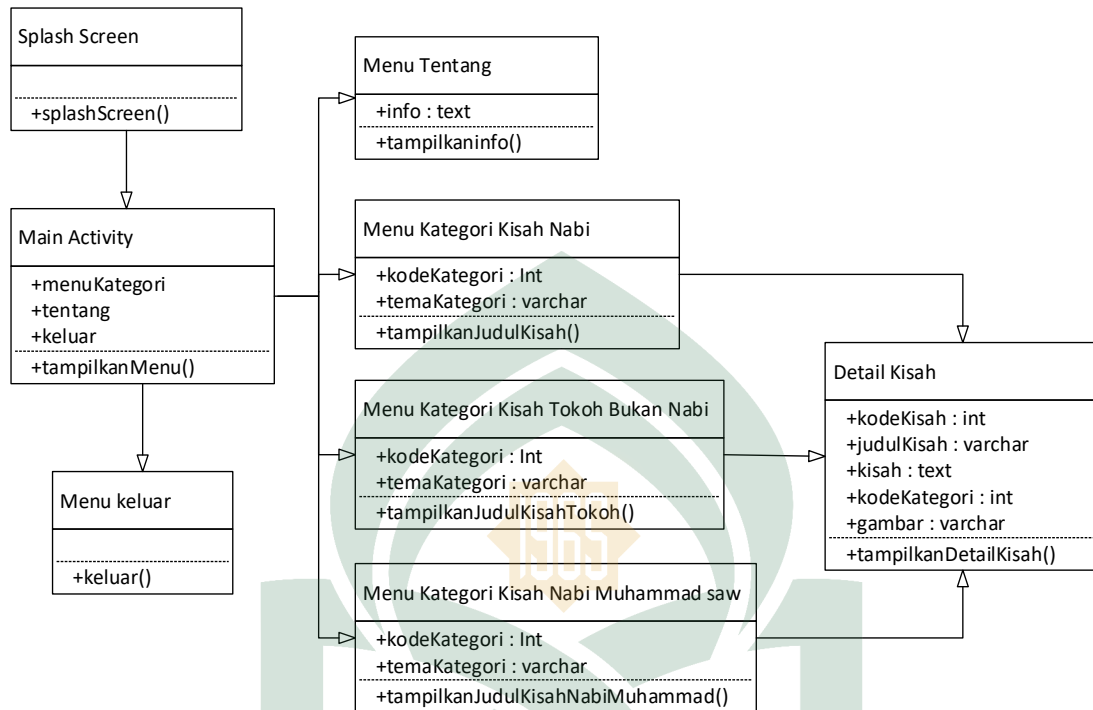 Splash Screen
+splashScreen()
Main Activity
+menuKategori
+tentang
+keluar
+tampilkanMenu()
Menu keluar
+keluar()
Menu Tentang
+info : text
+tampilkaninfo()
Menu Kategori Kisah Nabi
+kodeKategori : Int
+temaKategori : varchar
+tampilkanJudulKisah()
Menu Kategori Kisah Tokoh Bukan Nabi
+kodeKategori : Int
+temaKategori : varchar
+tampilkanJudulKisahTokoh()
Menu Kategori Kisah Nabi Muhammad saw
+kodeKategori : Int
+temaKategori : varchar
+tampilkanJudulKisahNabiMuhammad()
Detail Kisah
+kodeKisah : int
+judulKisah : varchar
+kisah : text
+kodeKategori : int
+gambar : varchar
+tampilkanDetailKisah()
1965